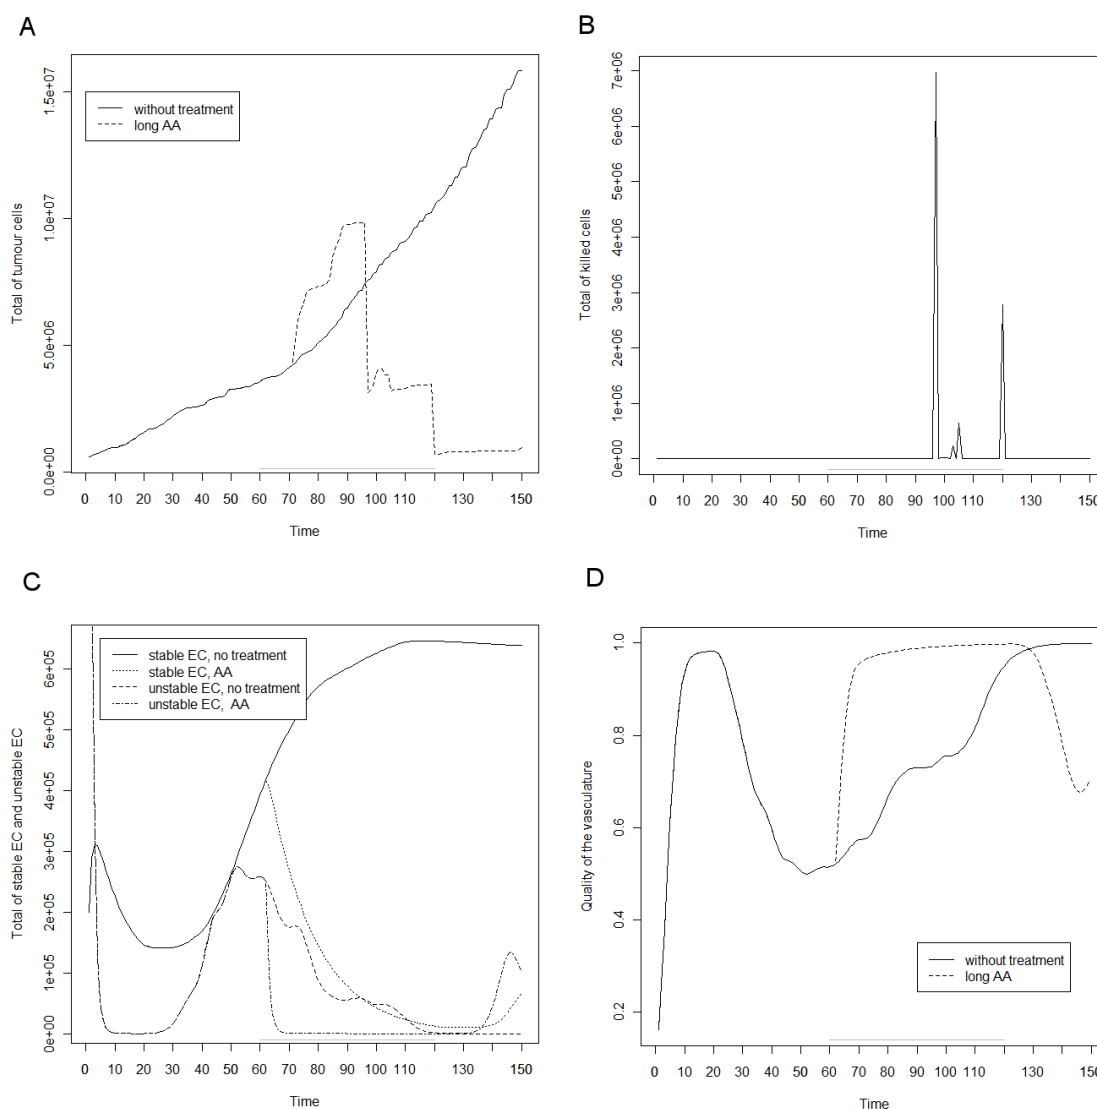 A
Total of tumour cells
0.0e+00 5.0e+06 1.0e+07 1.5e+07
without treatment
long AA
0 10 20 30 40 50 60 70 80 90 100 110 130 150
Time
B
Total of killed cells
0e+00 1e+06 2e+06 3e+06 4e+06 5e+06 6e+06 7e+06
0 10 20 30 40 50 60 70 80 90 110 130 150
Time
C
Total of stable EC and unstable EC
0e+00 1e+05 2e+05 3e+05 4e+05 5e+05 6e+05
stable EC, no treatment
stable EC, AA
unstable EC, no treatment
unstable EC, AA
0 10 20 30 40 50 60 70 80 90 100 110 130 150
Time
D
Quality of the vasculature
0.2 0.4 0.6 0.8 1.0
without treatment
long AA
0 10 20 30 40 50 60 70 80 90 110 130 150
Time